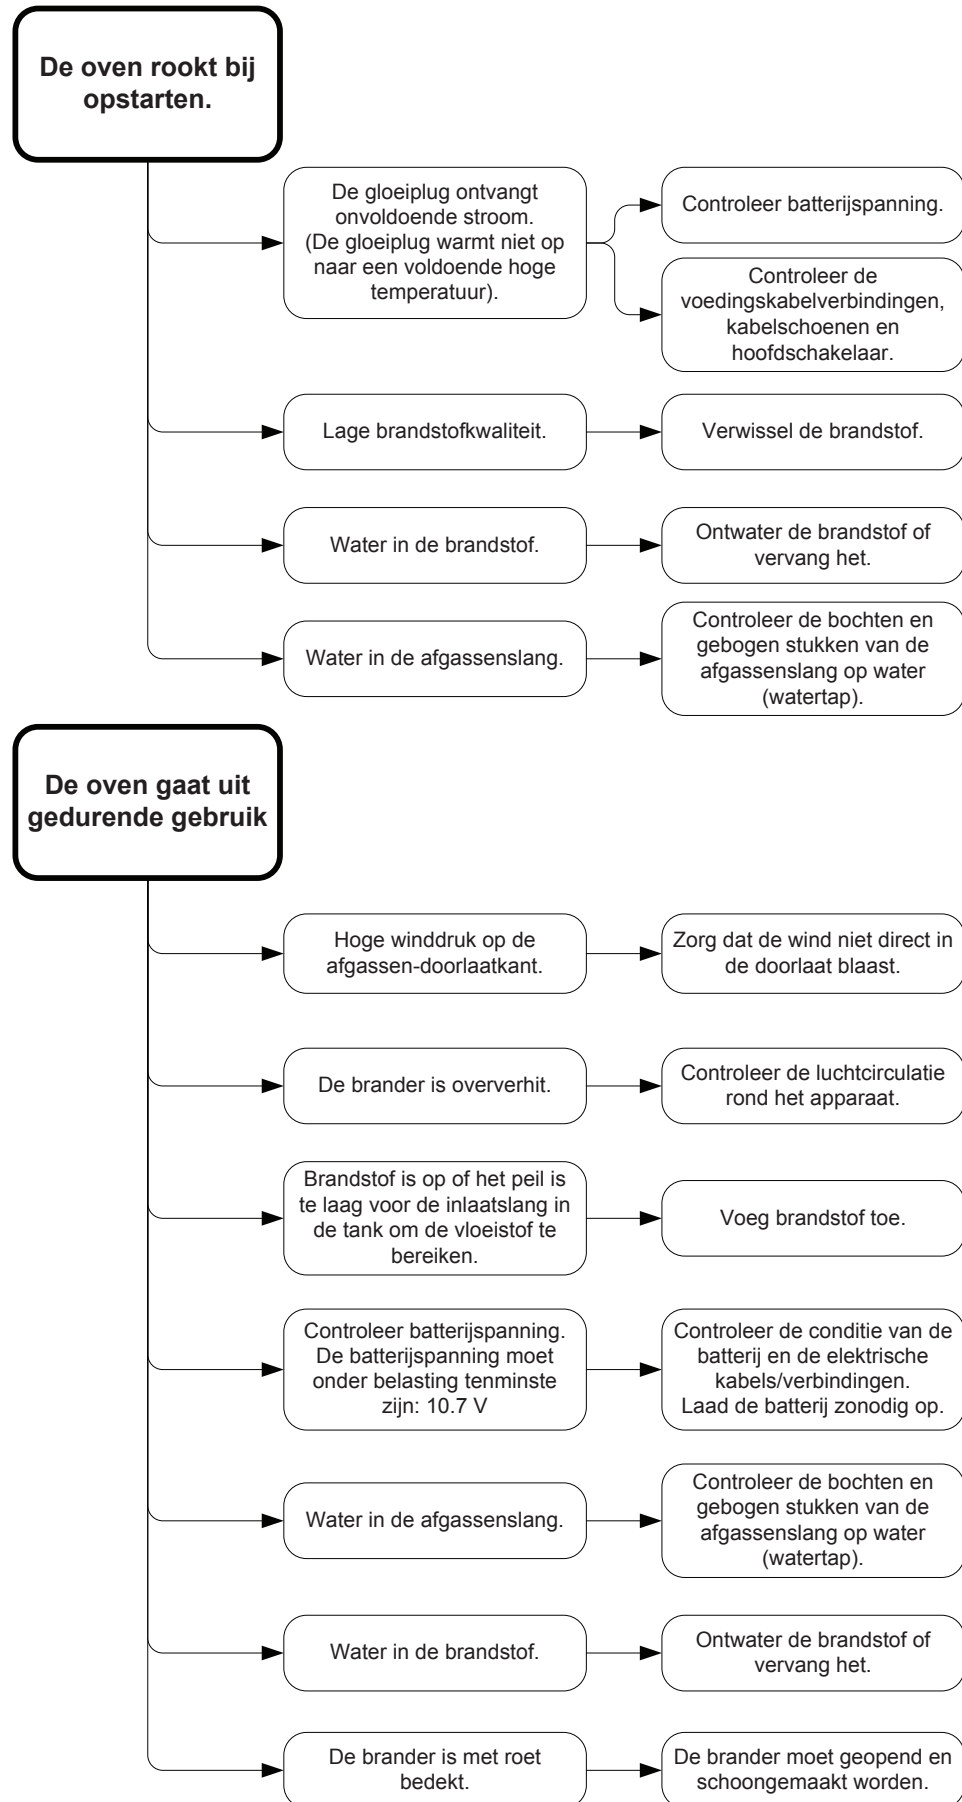 De oven rookt bij
opstarten.
De gloeiplug ontvangt
onvoldoende stroom.
(De gloeiplug warmt niet op
naar een voldoende hoge
temperatuur).
Controleer batterijspanning.
Controleer de
voedingskabelverbindingen,
kabelschoenen en
hoofdschakelaar.
Lage brandstofkwaliteit.
Verwissel de brandstof.
Water in de brandstof.
Ontwater de brandstof of
vervang het.
Water in de afgassenslang.
Controleer de bochten en
gebogen stukken van de
afgassenslang op water
(watertap).
De oven gaat uit
gedurende gebruik
Hoge winddruk op de
afgassen-doorlaatkant.
Zorg dat de wind niet direct in
de doorlaat blaast.
De brander is oververhit.
Controleer de luchtcirculatie
rond het apparaat.
Brandstof is op of het peil is
te laag voor de inlaatslang in
de tank om de vloeistof te
bereiken.
Voeg brandstof toe.
Controleer batterijspanning.
De batterijspanning moet
onder belasting tenminste
zijn: 10.7 V
Controleer de conditie van de
batterij en de elektrische
kabels/verbindingen.
Laad de batterij zonodig op.
Water in de afgassenslang.
Controleer de bochten en
gebogen stukken van de
afgassenslang op water
(watertap).
Water in de brandstof.
Ontwater de brandstof of
vervang het.
De brander is met roet
bedekt.
De brander moet geopend en
schoongemaakt worden.